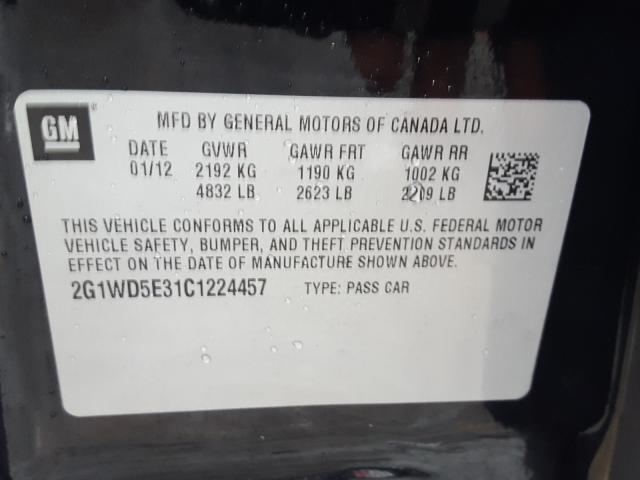 GM
MFD BY GENERAL MOTORS OF CANADA LTD.
DATE GVWR GAWR FRT GAWR RR
01/12 2192 KG 1190 KG 1002 KG
4832 LB 2623 LB 2209 LB
THIS VEHICLE CONFORMS TO ALL APPLICABLE U.S. FEDERAL MOTOR
VEHICLE SAFETY, BUMPER, AND THEFT PREVENTION STANDARDS IN
EFFECT ON THE DATE OF MANUFACTURE SHOWN ABOVE.
2G1WD5E31C1224457 TYPE: PASS CAR